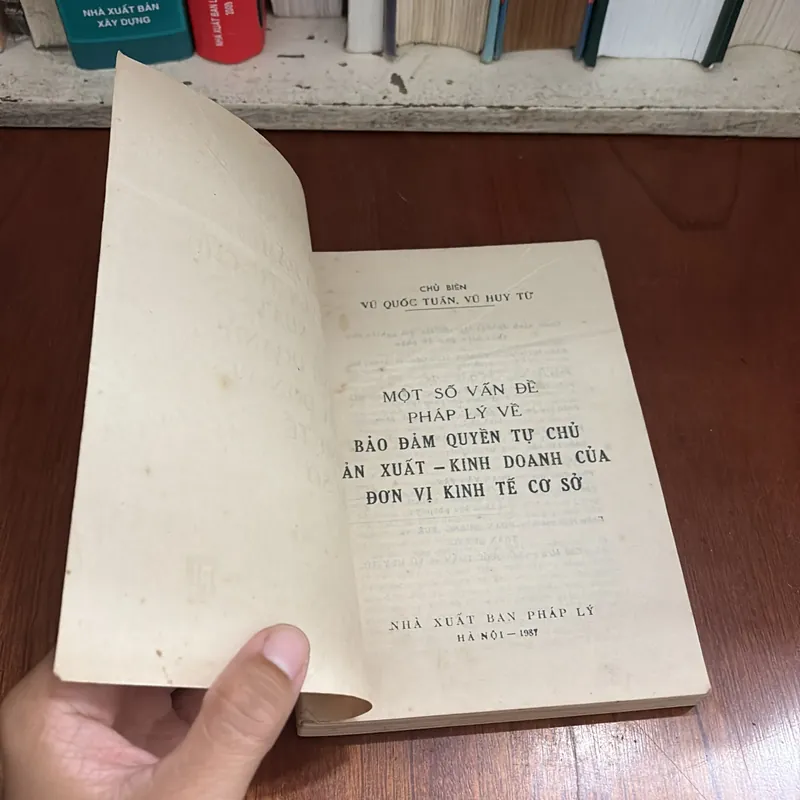 NHÀ XUẤT BẢN
XÂY DỰNG
CHỦ BIÊN
VŨ QUỐC TUẤN, VŨ HUY TỪ
MỘT SỐ VẤN ĐỀ
PHÁP LÝ VỀ
BẢO ĐẢM QUYỀN TỰ CHỦ
ẢN XUẤT – KINH DOANH CỦA
ĐƠN VỊ KINH TẾ CƠ SỞ
NHÀ XUẤT BẢN PHÁP LÝ
HÀ NỘI – 1987